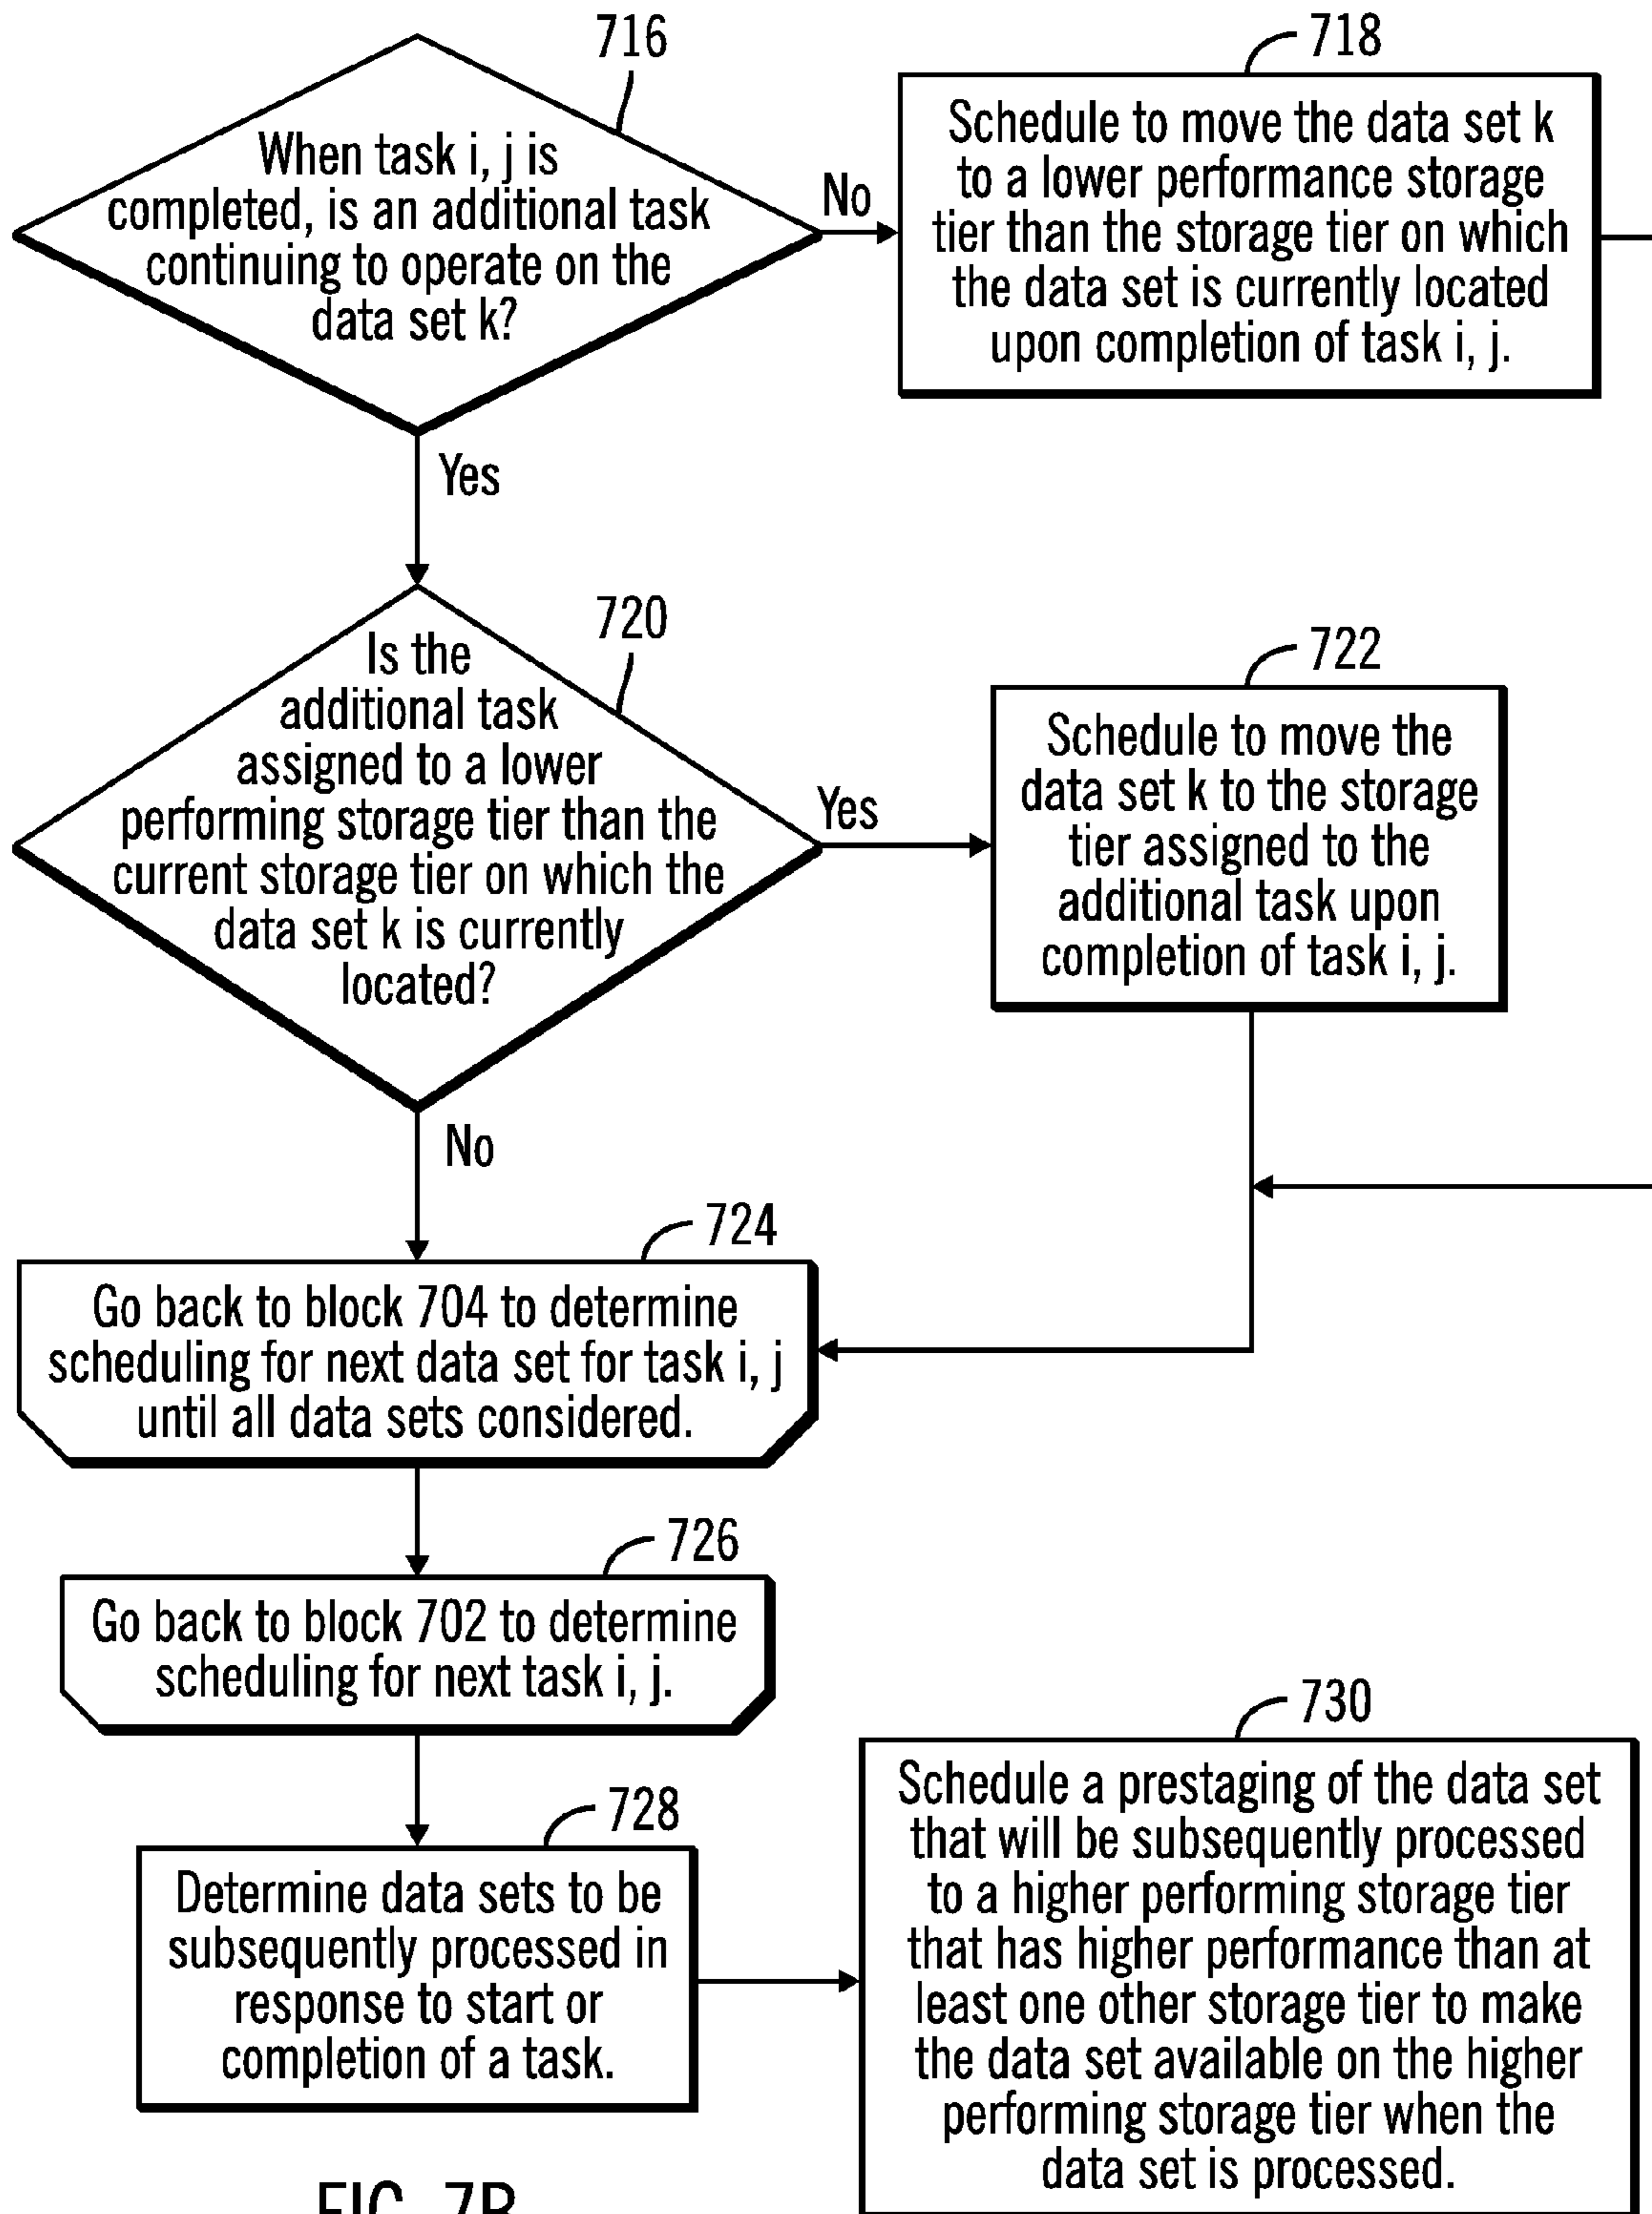 716
When task i, j is
completed, is an additional task
continuing to operate on the
data set k?
No
718
Schedule to move the data set k
to a lower performance storage
tier than the storage tier on which
the data set is currently located
upon completion of task i, j.
Yes
720
Is the
additional task
assigned to a lower
performing storage tier than the
current storage tier on which the
data set k is currently
located?
Yes
722
Schedule to move the
data set k to the storage
tier assigned to the
additional task upon
completion of task i, j.
No
724
Go back to block 704 to determine
scheduling for next data set for task i, j
until all data sets considered.
726
Go back to block 702 to determine
scheduling for next task i, j.
728
Determine data sets to be
subsequently processed in
response to start or
completion of a task.
730
Schedule a prestaging of the data set
that will be subsequently processed
to a higher performing storage tier
that has higher performance than at
least one other storage tier to make
the data set available on the higher
performing storage tier when the
data set is processed.
FIG. 7B